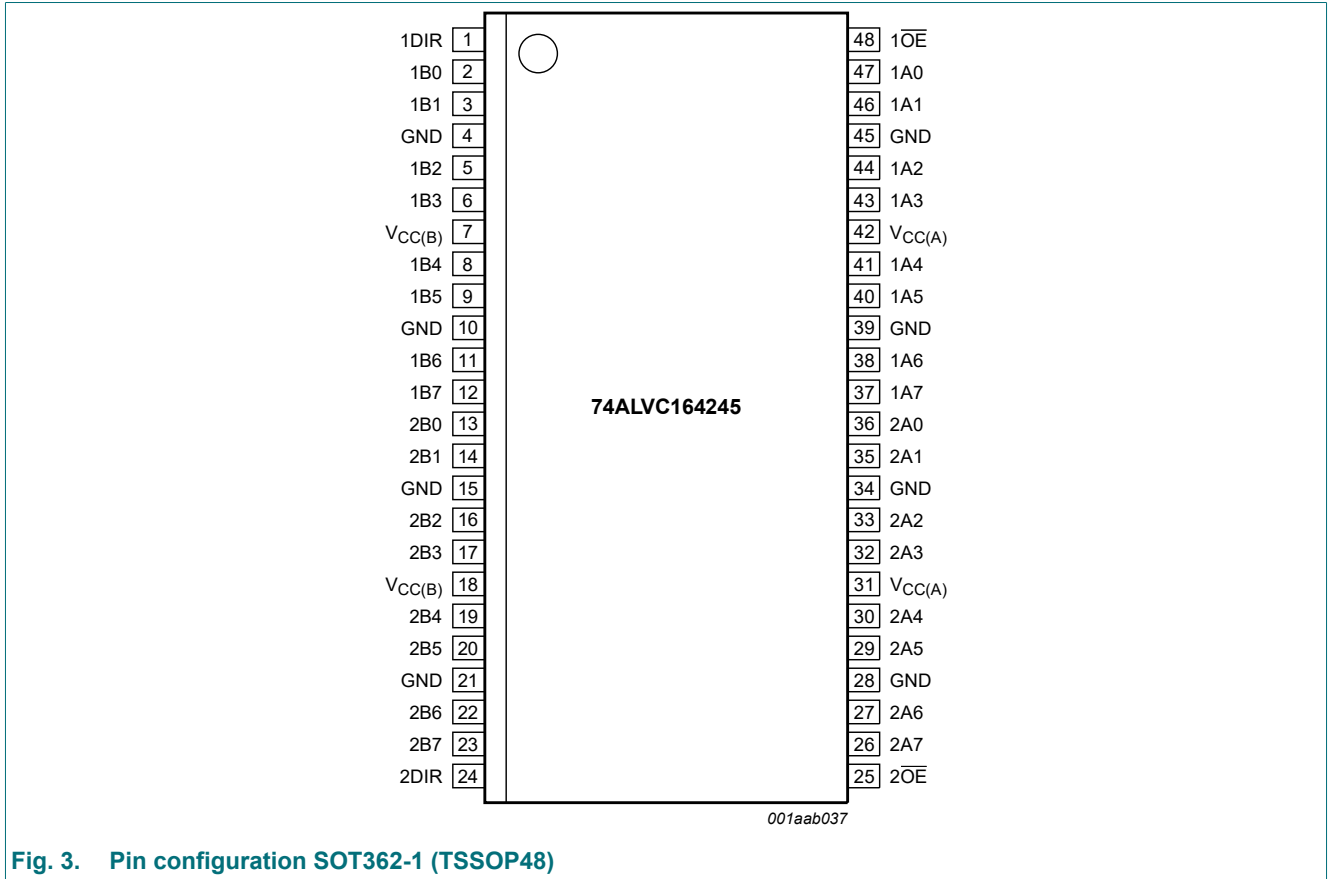 1DIR 1 48 1O̅E̅
1B0 2 47 1A0
1B1 3 46 1A1
GND 4 45 GND
1B2 5 44 1A2
1B3 6 43 1A3
VCC(B) 7 42 VCC(A)
1B4 8 41 1A4
1B5 9 40 1A5
GND 10 39 GND
1B6 11 38 1A6
1B7 12 37 1A7
74ALVC164245
2B0 13 36 2A0
2B1 14 35 2A1
GND 15 34 GND
2B2 16 33 2A2
2B3 17 32 2A3
VCC(B) 18 31 VCC(A)
2B4 19 30 2A4
2B5 20 29 2A5
GND 21 28 GND
2B6 22 27 2A6
2B7 23 26 2A7
2DIR 24 25 2O̅E̅
001aab037
Fig. 3. Pin configuration SOT362-1 (TSSOP48)